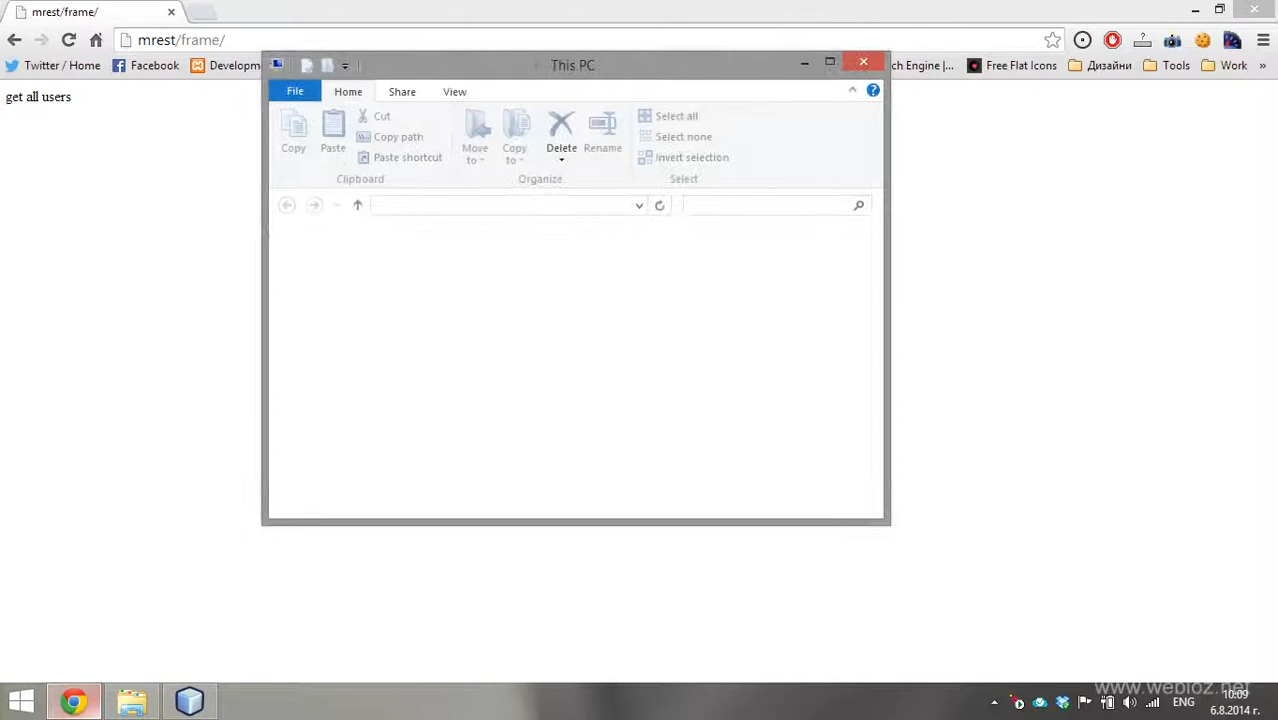 mrest/frame/
mrest/frame/
Twitter / Home
Facebook
Developm
This PC
ch Engine |...
Free Flat Icons
Дизайни
Tools
Work
»
get all users
File
Home
Share
View
Copy
Paste
Cut
Copy path
Paste shortcut
Clipboard
Move to
Copy to
Delete
Rename
Organize
Select all
Select none
Invert selection
Select
www.webioz.net
ENG
10:09
6.8.2014 г.